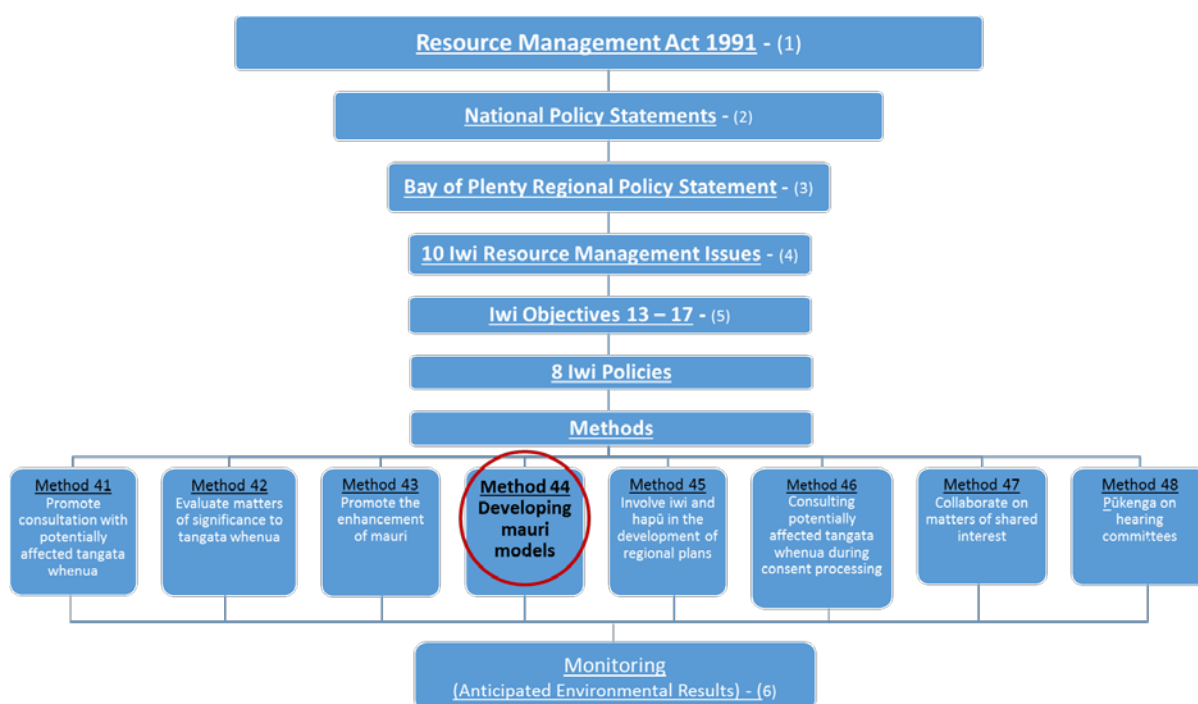 Resource Management Act 1991 - (1)
National Policy Statements - (2)
Bay of Plenty Regional Policy Statement - (3)
10 Iwi Resource Management Issues - (4)
Iwi Objectives 13 – 17 - (5)
8 Iwi Policies
Methods
Method 41
Promote
consultation with
potentially
affected tangata
whenua
Method 42
Evaluate matters
of significance to
tangata whenua
Method 43
Promote the
enhancement
of mauri
Method 44
Developing
mauri
models
Method 45
Involve iwi and
hapū in the
development of
regional plans
Method 46
Consulting
potentially
affected tangata
whenua during
consent processing
Method 47
Collaborate on
matters of shared
interest
Method 48
Pūkenga on
hearing
committees
Monitoring
(Anticipated Environmental Results) - (6)